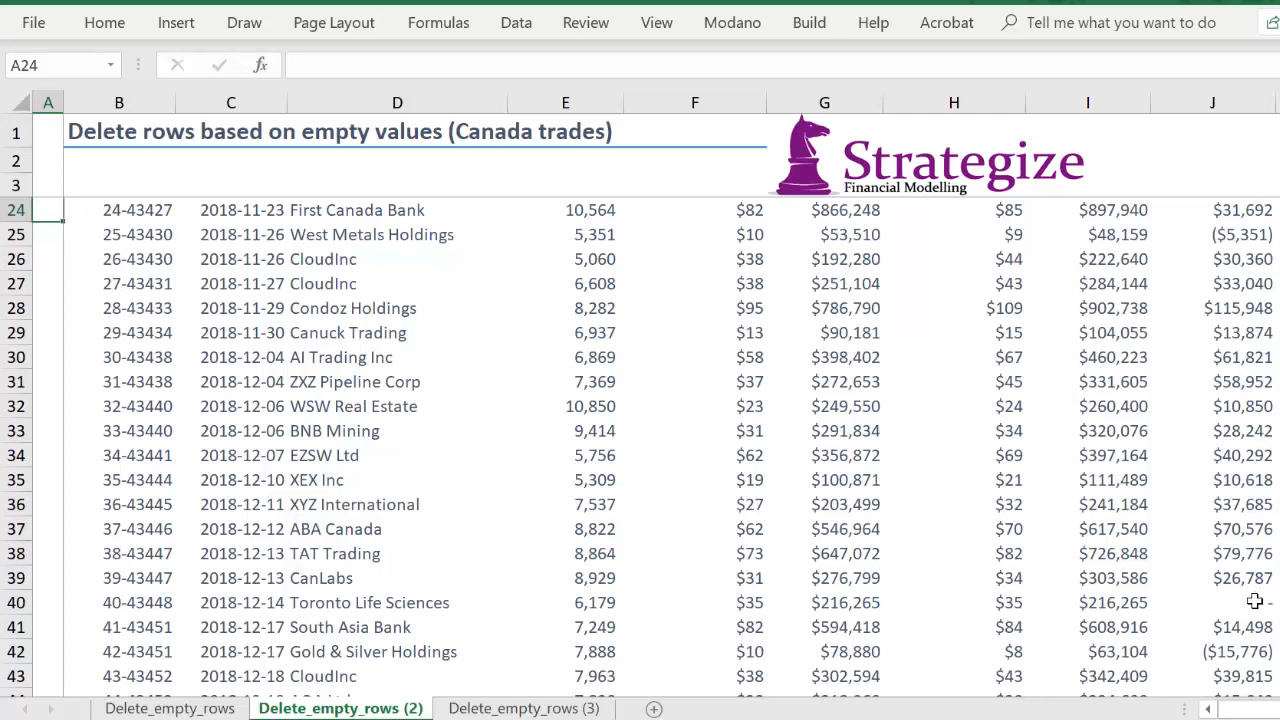 File Home Insert Draw Page Layout Formulas Data Review View Modano Build Help Acrobat Tell me what you want to do
A24 fx
A B C D E F G H I J
1 Delete rows based on empty values (Canada trades)
2 Strategize
3 Financial Modelling
24 24-43427 2018-11-23 First Canada Bank 10,564 $82 $866,248 $85 $897,940 $31,692
25 25-43430 2018-11-26 West Metals Holdings 5,351 $10 $53,510 $9 $48,159 ($5,351)
26 26-43430 2018-11-26 CloudInc 5,060 $38 $192,280 $44 $222,640 $30,360
27 27-43431 2018-11-27 CloudInc 6,608 $38 $251,104 $43 $284,144 $33,040
28 28-43433 2018-11-29 Condoz Holdings 8,282 $95 $786,790 $109 $902,738 $115,948
29 29-43434 2018-11-30 Canuck Trading 6,937 $13 $90,181 $15 $104,055 $13,874
30 30-43438 2018-12-04 AI Trading Inc 6,869 $58 $398,402 $67 $460,223 $61,821
31 31-43438 2018-12-04 ZXZ Pipeline Corp 7,369 $37 $272,653 $45 $331,605 $58,952
32 32-43440 2018-12-06 WSW Real Estate 10,850 $23 $249,550 $24 $260,400 $10,850
33 33-43440 2018-12-06 BNB Mining 9,414 $31 $291,834 $34 $320,076 $28,242
34 34-43441 2018-12-07 EZSW Ltd 5,756 $62 $356,872 $69 $397,164 $40,292
35 35-43444 2018-12-10 XEX Inc 5,309 $19 $100,871 $21 $111,489 $10,618
36 36-43445 2018-12-11 XYZ International 7,537 $27 $203,499 $32 $241,184 $37,685
37 37-43446 2018-12-12 ABA Canada 8,822 $62 $546,964 $70 $617,540 $70,576
38 38-43447 2018-12-13 TAT Trading 8,864 $73 $647,072 $82 $726,848 $79,776
39 39-43447 2018-12-13 CanLabs 8,929 $31 $276,799 $34 $303,586 $26,787
40 40-43448 2018-12-14 Toronto Life Sciences 6,179 $35 $216,265 $35 $216,265 -
41 41-43451 2018-12-17 South Asia Bank 7,249 $82 $594,418 $84 $608,916 $14,498
42 42-43451 2018-12-17 Gold & Silver Holdings 7,888 $10 $78,880 $8 $63,104 ($15,776)
43 43-43452 2018-12-18 CloudInc 7,963 $38 $302,594 $43 $342,409 $39,815
Delete_empty_rows Delete_empty_rows (2) Delete_empty_rows (3)